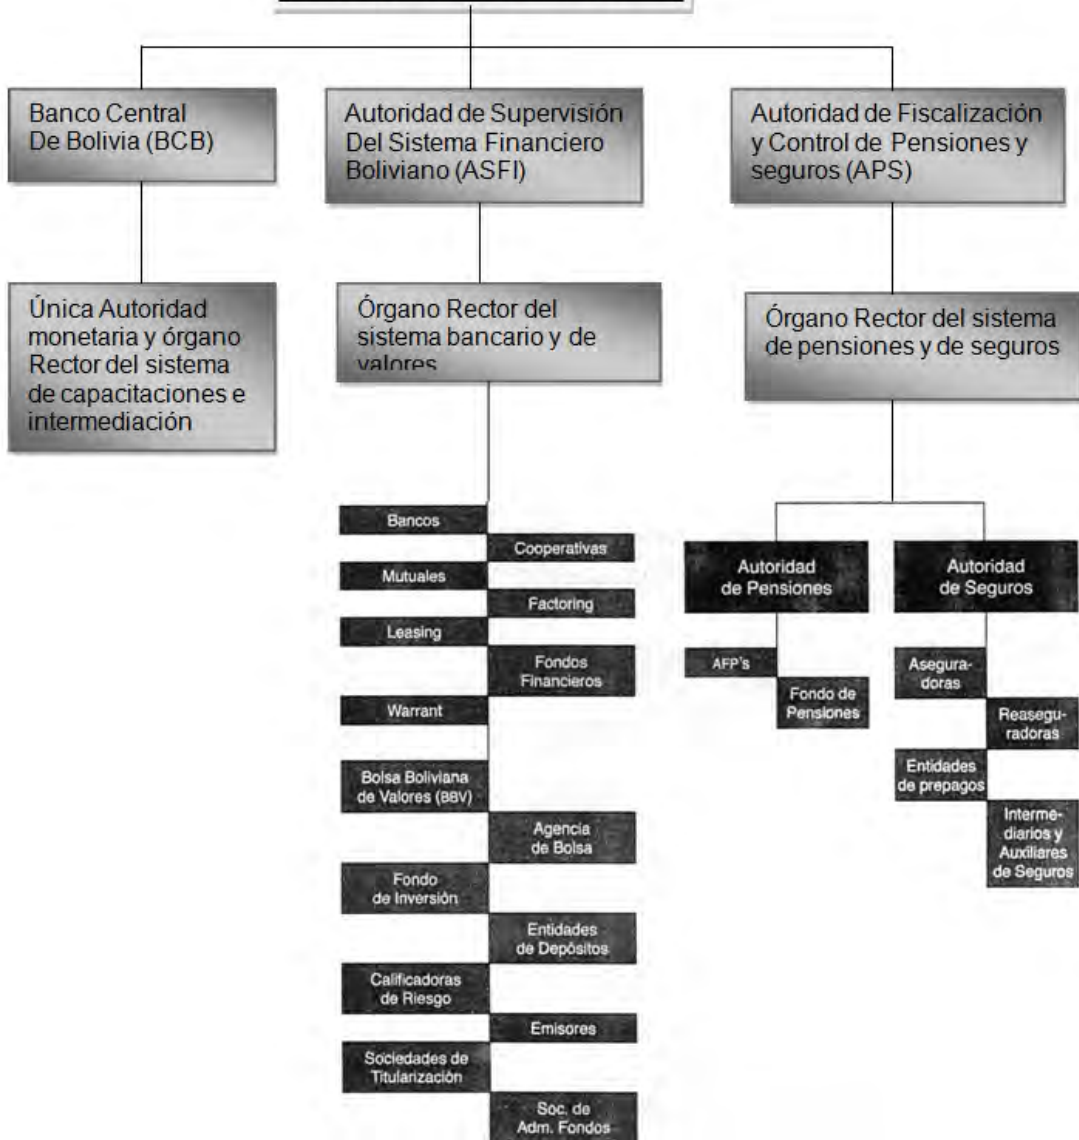 Banco Central
De Bolivia (BCB)
Autoridad de Supervisión
Del Sistema Financiero
Boliviano (ASFI)
Autoridad de Fiscalización
y Control de Pensiones y
seguros (APS)
Única Autoridad
monetaria y órgano
Rector del sistema
de capacitaciones e
intermediación
Órgano Rector del
sistema bancario y de
valores
Órgano Rector del sistema
de pensiones y de seguros
Bancos
Cooperativas
Mutuales
Factoring
Leasing
Fondos
Financieros
Warrant
Bolsa Boliviana
de Valores (BBV)
Agencia
de Bolsa
Fondo
de Inversión
Entidades
de Depósitos
Calificadoras
de Riesgo
Emisores
Sociedades de
Titularización
Soc. de
Adm. Fondos
Autoridad
de Pensiones
AFP's
Fondo de
Pensiones
Autoridad
de Seguros
Asegura-
doras
Reasegu-
radoras
Entidades
de prepagos
Interme-
diarios y
Auxiliares
de Seguros